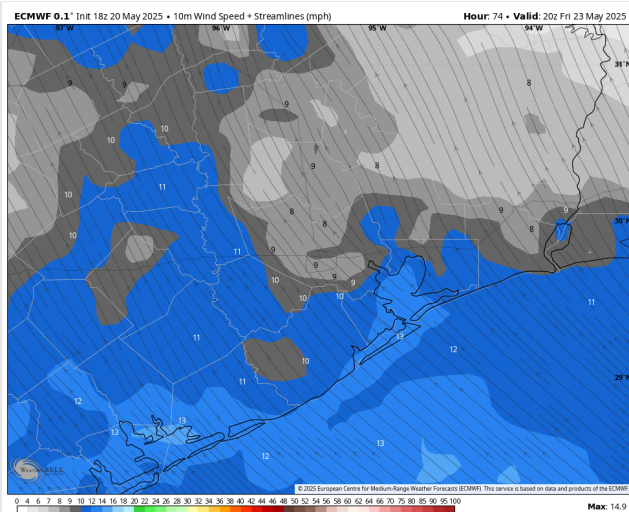 ECMWF 0.1° Init 18z 20 May 2025 • 10m Wind Speed + Streamlines (mph) Hour: 74 • Valid: 20z Fri 23 May 2025
97°W 96°W 95°W 94°W
31°N
9 9 8
9
10
10
9 8
11
10
8 9 9
8 8 30°N
10
11 9
9
10 9 9
10 10 11
13
11 12
10
29°N
11
12
13
13 13
12
WeatherBELL
© 2025 European Centre for Medium-Range Weather Forecasts (ECMWF). This service is based on data and products of the ECMWF.
0 4 6 7 8 9 10 12 14 16 18 20 22 24 26 28 30 32 34 36 38 40 42 44 46 48 50 52 54 56 58 60 62 64 66 70 75 80 85 90 95 100
Max: 14.9